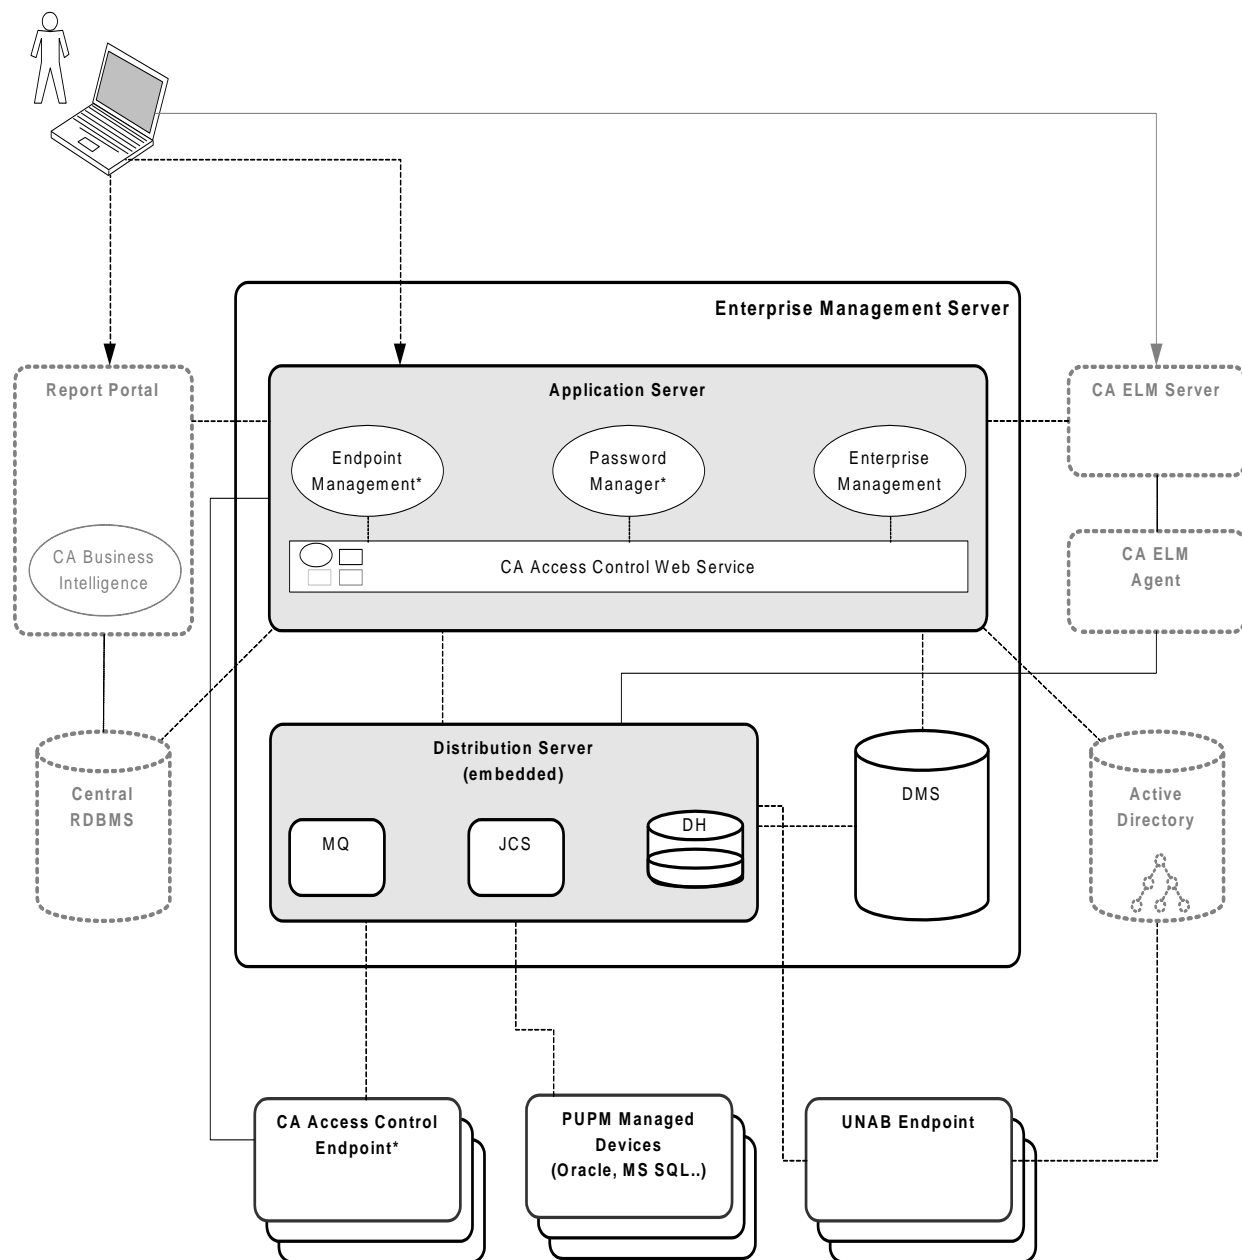 Enterprise Management Server
Report Portal
Application Server
CA ELM Server
Endpoint
Management*
Password
Manager*
Enterprise
Management
CA Business
Intelligence
CA Access Control Web Service
CA ELM
Agent
Distribution Server
(embedded)
Central
RDBMS
MQ
JCS
DH
DMS
Active
Directory
CA Access Control
Endpoint*
PUPM Managed
Devices
(Oracle, MS SQL..)
UNAB Endpoint